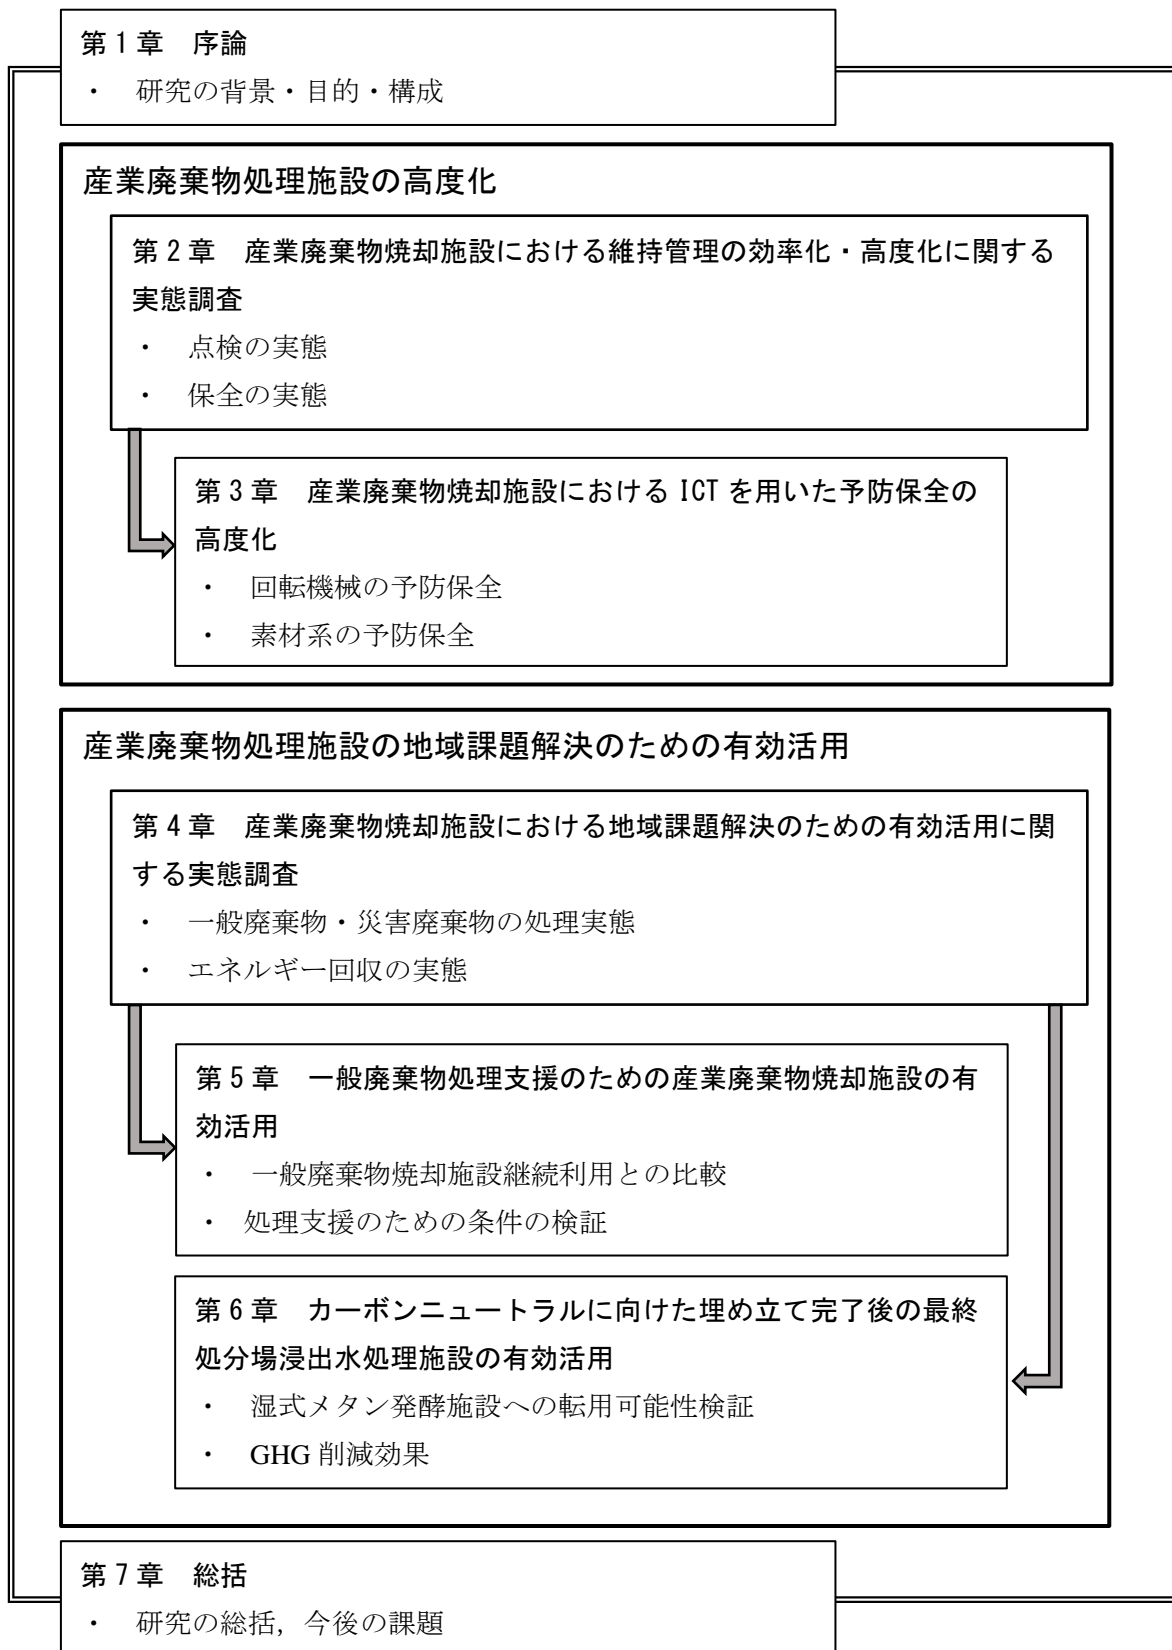 第１章　序論
・　研究の背景・目的・構成
産業廃棄物処理施設の高度化
第２章　産業廃棄物焼却施設における維持管理の効率化・高度化に関する
実態調査
・　点検の実態
・　保全の実態
第３章　産業廃棄物焼却施設における ICT を用いた予防保全の
高度化
・　回転機械の予防保全
・　素材系の予防保全
産業廃棄物処理施設の地域課題解決のための有効活用
第４章　産業廃棄物焼却施設における地域課題解決のための有効活用に関
する実態調査
・　一般廃棄物・災害廃棄物の処理実態
・　エネルギー回収の実態
第５章　一般廃棄物処理支援のための産業廃棄物焼却施設の有
効活用
・　一般廃棄物焼却施設継続利用との比較
・　処理支援のための条件の検証
第６章　カーボンニュートラルに向けた埋め立て完了後の最終
処分場浸出水処理施設の有効活用
・　湿式メタン発酵施設への転用可能性検証
・　GHG 削減効果
第７章　総括
・　研究の総括，今後の課題